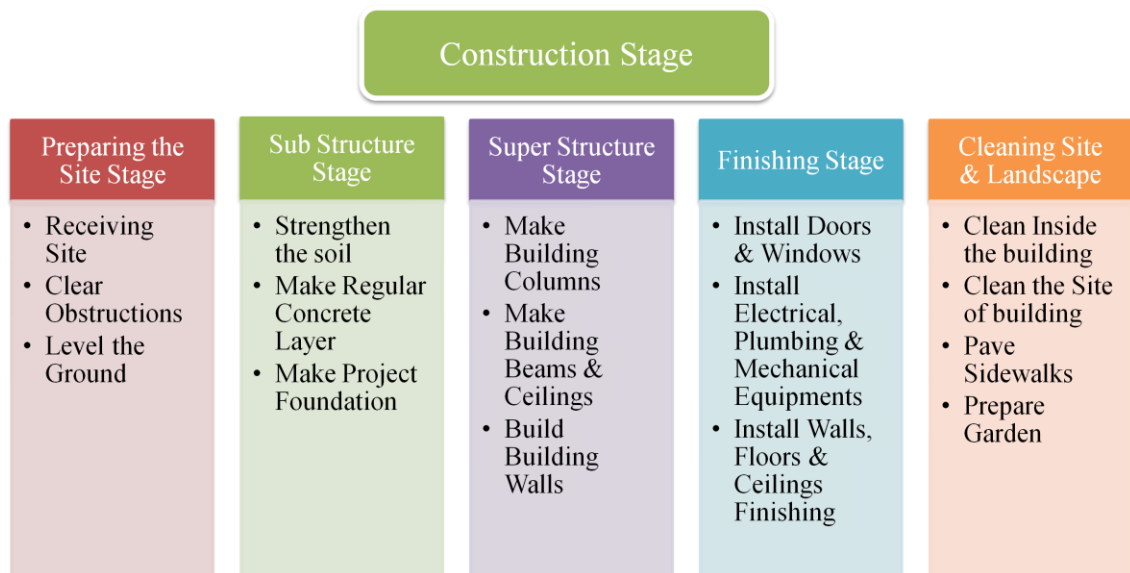 Construction Stage
Preparing the
Site Stage
• Receiving
Site
• Clear
Obstructions
• Level the
Ground
Sub Structure
Stage
• Strengthen
the soil
• Make Regular
Concrete
Layer
• Make Project
Foundation
Super Structure
Stage
• Make
Building
Columns
• Make
Building
Beams &
Ceilings
• Build
Building
Walls
Finishing Stage
• Install Doors
& Windows
• Install
Electrical,
Plumbing &
Mechanical
Equipments
• Install Walls,
Floors &
Ceilings
Finishing
Cleaning Site
& Landscape
• Clean Inside
the building
• Clean the Site
of building
• Pave
Sidewalks
• Prepare
Garden